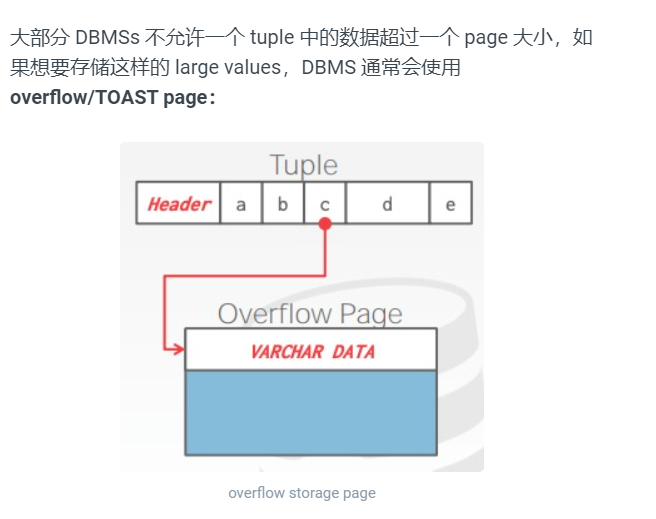 大部分 DBMSs 不允许一个 tuple 中的数据超过一个 page 大小，如
果想要存储这样的 large values，DBMS 通常会使用
overflow/TOAST page：
Tuple
Header a b c d e
Overflow Page
VARCHAR DATA
overflow storage page